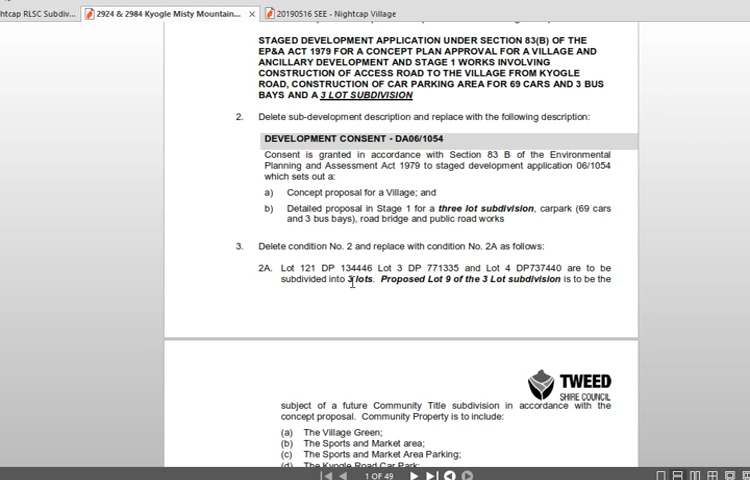 htcap RLSC Subdiv... 2924 & 2984 Kyogle Misty Mountain... × 20190516 SEE - Nightcap Village
STAGED DEVELOPMENT APPLICATION UNDER SECTION 83(B) OF THE
EP&A ACT 1979 FOR A CONCEPT PLAN APPROVAL FOR A VILLAGE AND
ANCILLARY DEVELOPMENT AND STAGE 1 WORKS INVOLVING
CONSTRUCTION OF ACCESS ROAD TO THE VILLAGE FROM KYOGLE
ROAD, CONSTRUCTION OF CAR PARKING AREA FOR 69 CARS AND 3 BUS
BAYS AND A 3 LOT SUBDIVISION
2. Delete sub-development description and replace with the following description:
DEVELOPMENT CONSENT - DA06/1054
Consent is granted in accordance with Section 83 B of the Environmental
Planning and Assessment Act 1979 to staged development application 06/1054
which sets out a:
a) Concept proposal for a Village; and
b) Detailed proposal in Stage 1 for a three lot subdivision, carpark (69 cars
and 3 bus bays), road bridge and public road works
3. Delete condition No. 2 and replace with condition No. 2A as follows:
2A. Lot 121 DP 134446 Lot 3 DP 771335 and Lot 4 DP737440 are to be
subdivided into 3 lots. Proposed Lot 9 of the 3 Lot subdivision is to be the
TWEED
SHIRE COUNCIL
subject of a future Community Title subdivision in accordance with the
concept proposal. Community Property is to include:
(a) The Village Green;
(b) The Sports and Market area;
(c) The Sports and Market Area Parking;
(d) The Kyogle Road Car Park;
1 OF 49